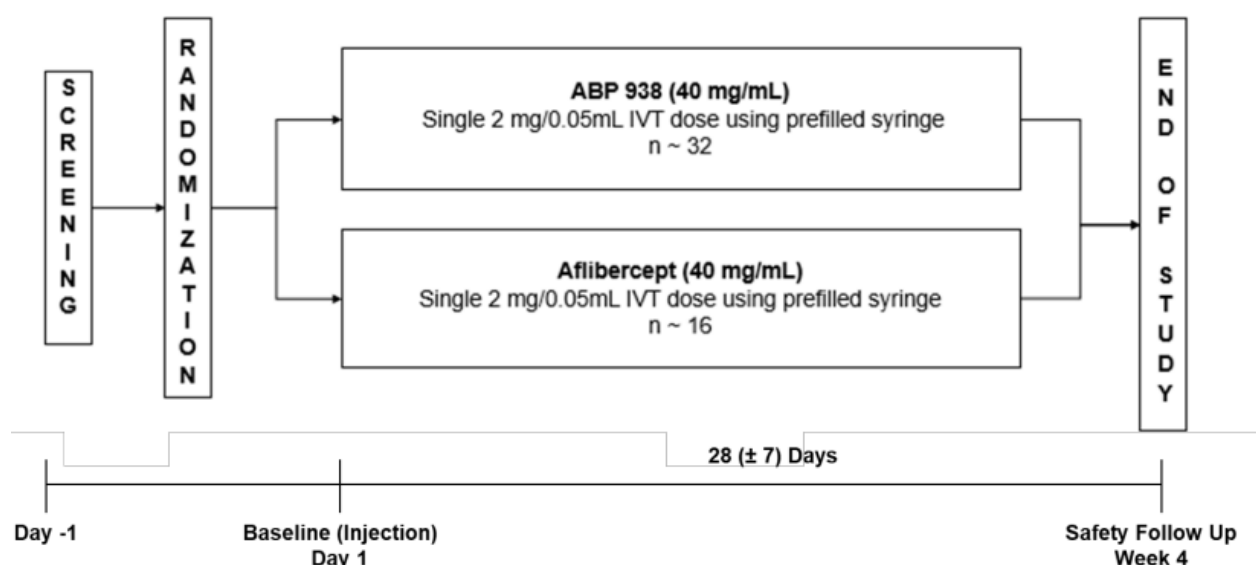 SCREENING
RANDOMIZATION
ABP 938 (40 mg/mL)
Single 2 mg/0.05mL IVT dose using prefilled syringe
n ~ 32
Aflibercept (40 mg/mL)
Single 2 mg/0.05mL IVT dose using prefilled syringe
n ~ 16
END OF STUDY
28 (± 7) Days
Day -1
Baseline (Injection)
Day 1
Safety Follow Up
Week 4